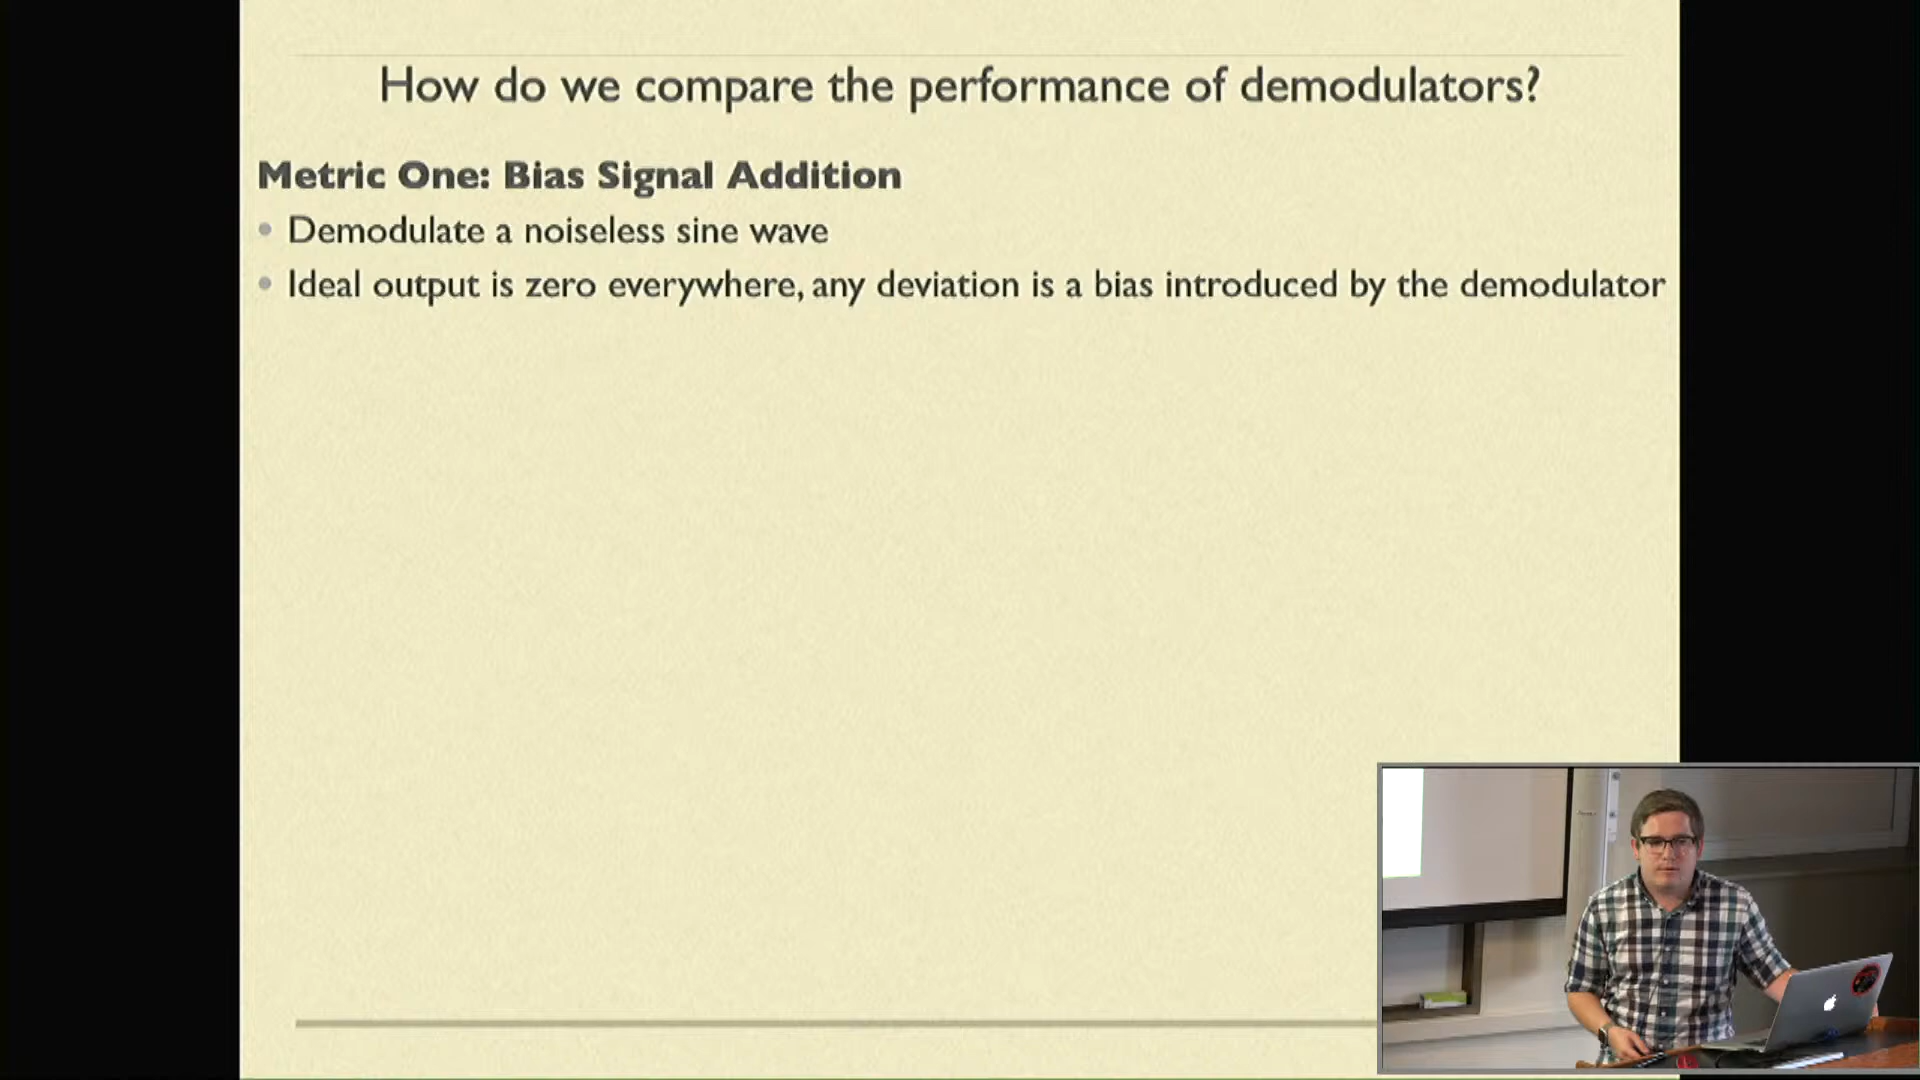 How do we compare the performance of demodulators?
Metric One: Bias Signal Addition
• Demodulate a noiseless sine wave
• Ideal output is zero everywhere, any deviation is a bias introduced by the demodulator